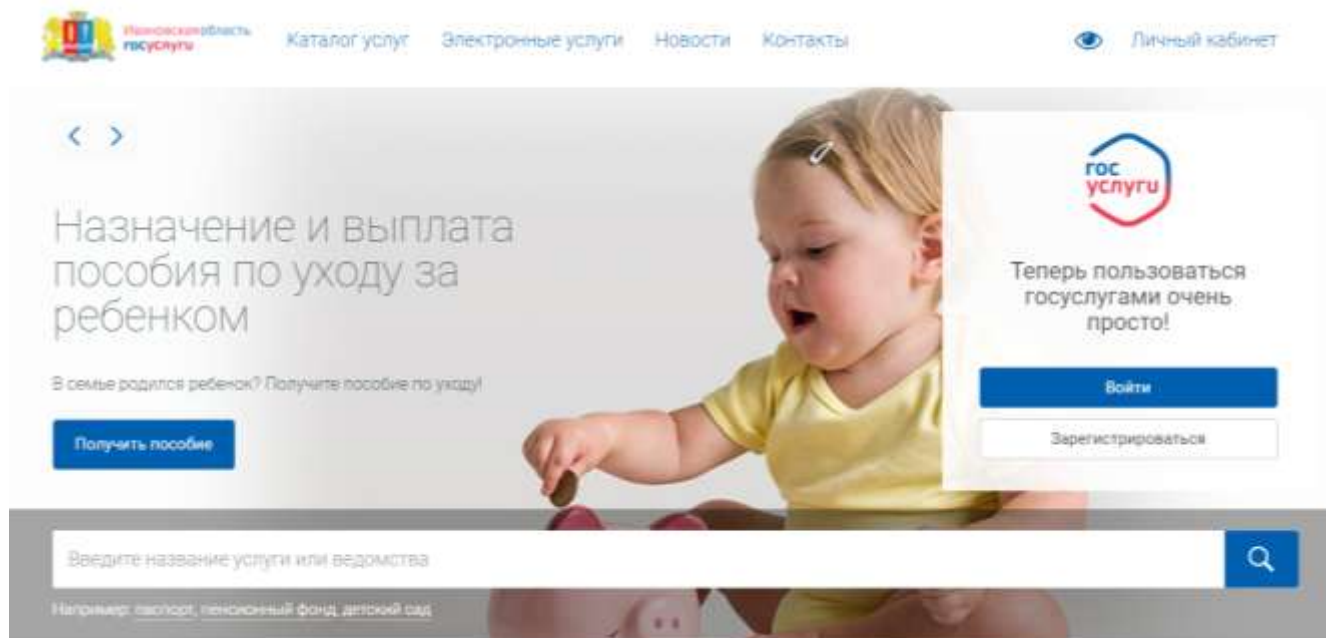 Ивановскаяобласть
госуслуги
Каталог услуг
Электронные услуги
Новости
Контакты
Личный кабинет
Назначение и выплата
пособия по уходу за
ребенком
В семье родился ребенок? Получите пособие по уходу!
Получить пособие
гос
услуги
Теперь пользоваться
госуслугами очень
просто!
Войти
Зарегистрироваться
Введите название услуги или ведомства
Например: паспорт, пенсионный фонд, детский сад